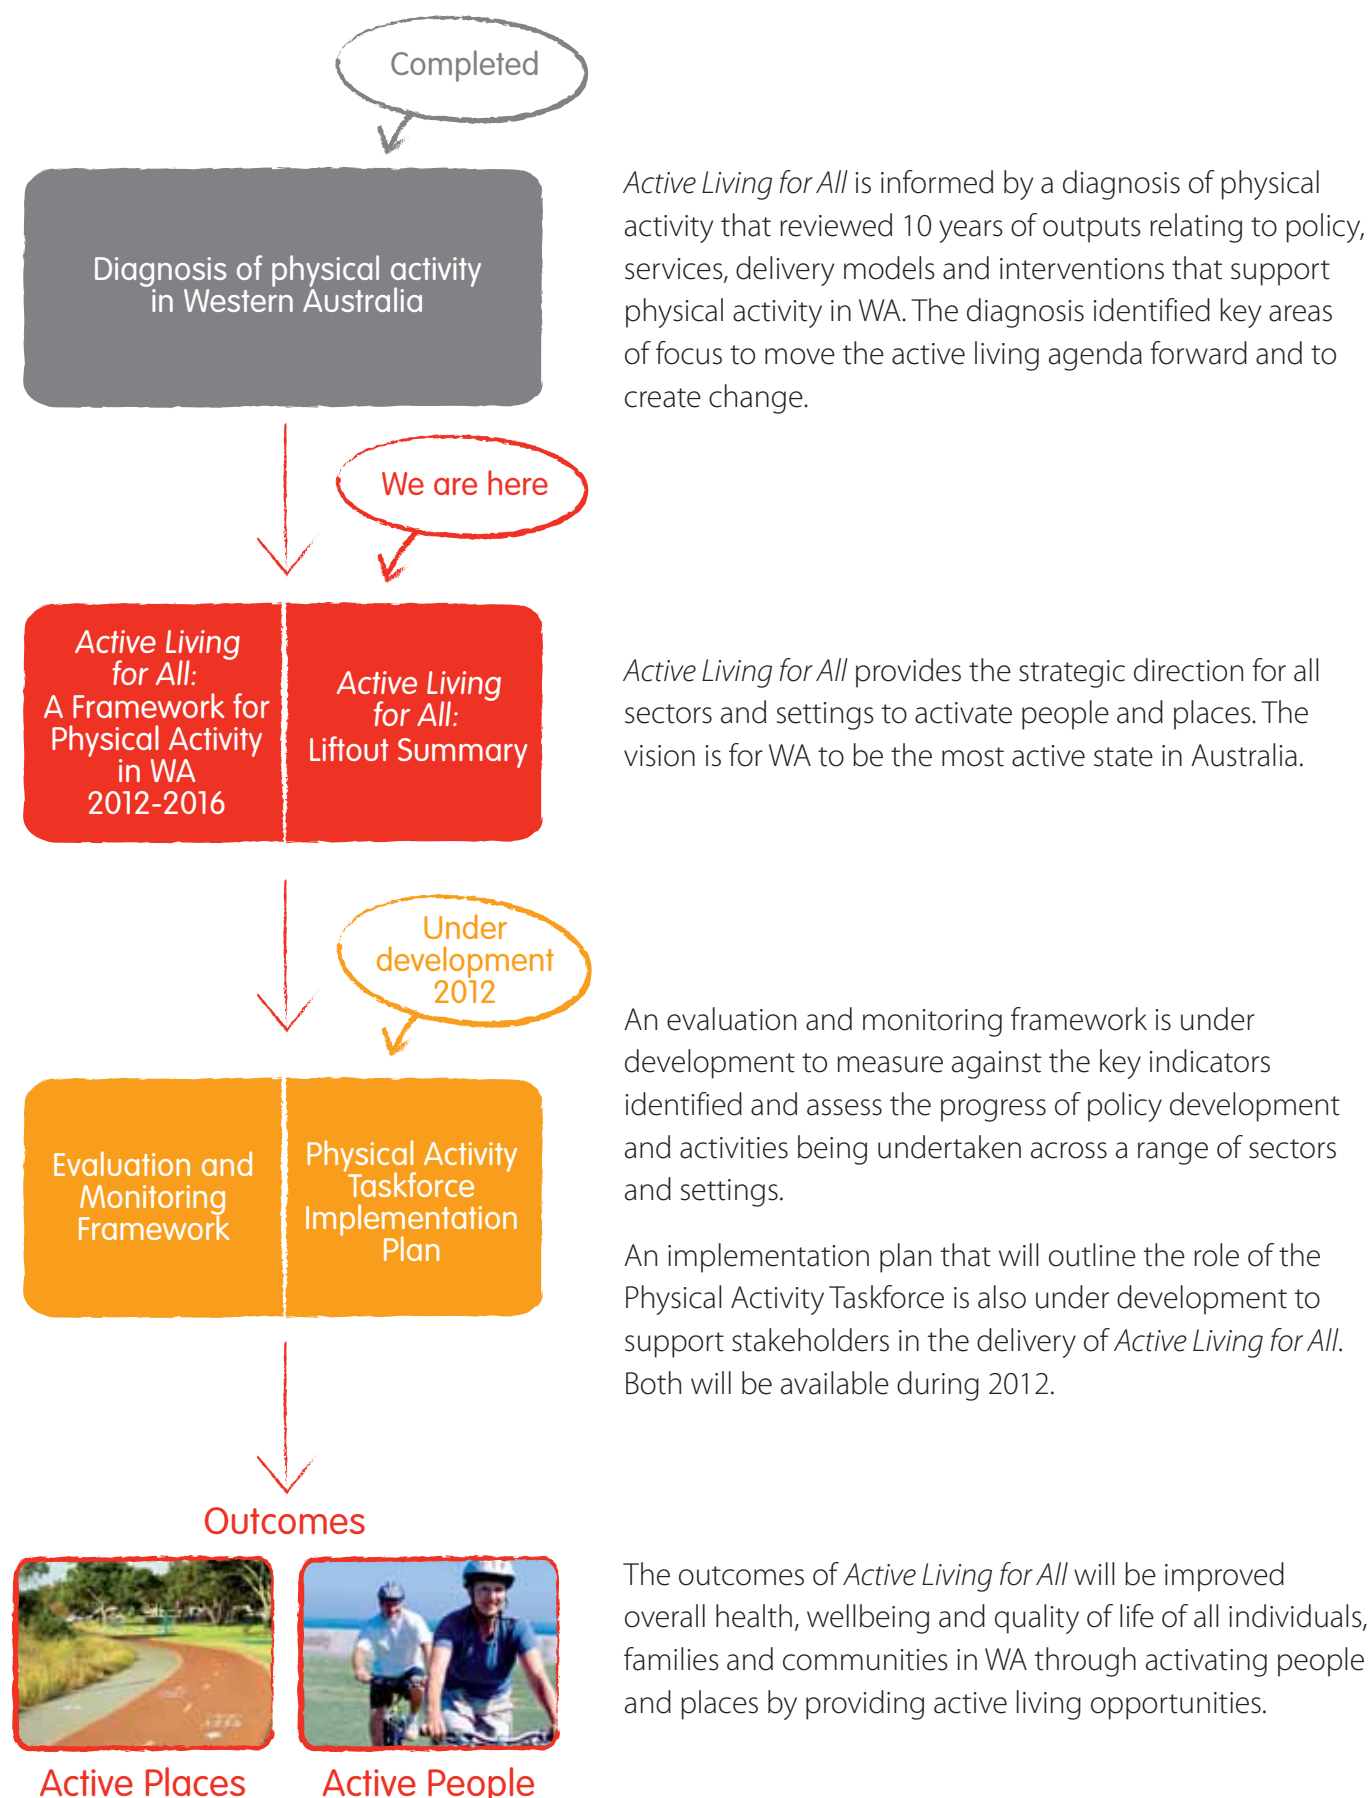 Completed
Diagnosis of physical activity
in Western Australia
Active Living for All is informed by a diagnosis of physical
activity that reviewed 10 years of outputs relating to policy,
services, delivery models and interventions that support
physical activity in WA. The diagnosis identified key areas
of focus to move the active living agenda forward and to
create change.
We are here
Active Living
for All:
A Framework for
Physical Activity
in WA
2012-2016
Active Living
for All:
Liftout Summary
Active Living for All provides the strategic direction for all
sectors and settings to activate people and places. The
vision is for WA to be the most active state in Australia.
Under
development
2012
Evaluation and
Monitoring
Framework
Physical Activity
Taskforce
Implementation
Plan
An evaluation and monitoring framework is under
development to measure against the key indicators
identified and assess the progress of policy development
and activities being undertaken across a range of sectors
and settings.
An implementation plan that will outline the role of the
Physical Activity Taskforce is also under development to
support stakeholders in the delivery of Active Living for All.
Both will be available during 2012.
Outcomes
Active Places
Active People
The outcomes of Active Living for All will be improved
overall health, wellbeing and quality of life of all individuals,
families and communities in WA through activating people
and places by providing active living opportunities.